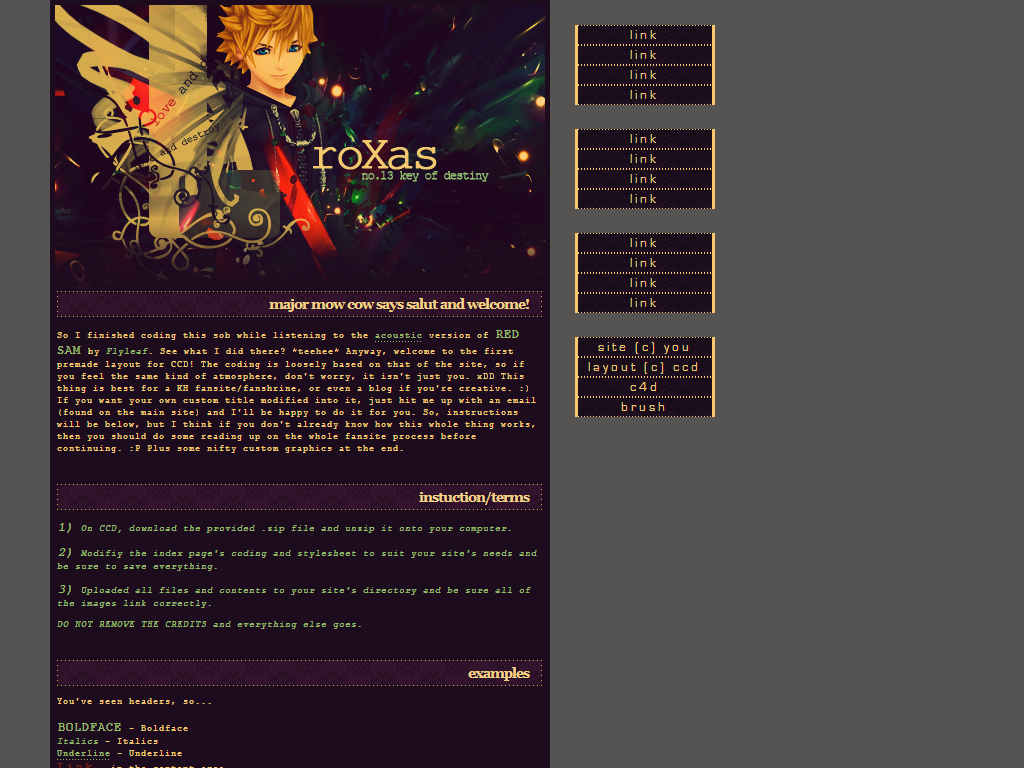 love and d
and destroy
roXas
no.13 key of destiny
major mow cow says salut and welcome!
So I finished coding this sob while listening to the acoustic version of RED
SAM by Flyleaf. See what I did there? *teehee* Anyway, welcome to the first
premade layout for CCD! The coding is loosely based on that of the site, so if
you feel the same kind of atmosphere, don't worry, it isn't just you. xDD This
thing is best for a KH fansite/fanshrine, or even a blog if you're creative. :)
If you want your own custom title modified into it, just hit me up with an email
(found on the main site) and I'll be happy to do it for you. So, instructions
will be below, but I think if you don't already know how this whole thing works,
then you should do some reading up on the whole fansite process before
continuing. :P Plus some nifty custom graphics at the end.
instuction/terms
1) On CCD, download the provided .zip file and unzip it onto your computer.
2) Modifiy the index page's coding and stylesheet to suit your site's needs and
be sure to save everything.
3) Uploaded all files and contents to your site's directory and be sure all of
the images link correctly.
DO NOT REMOVE THE CREDITS and everything else goes.
examples
You've seen headers, so...
BOLDFACE - Boldface
Italics - Italics
Underline - Underline
Link - in the content area
link
link
link
link
link
link
link
link
link
link
link
link
site (c) you
layout (c) ccd
c4d
brush